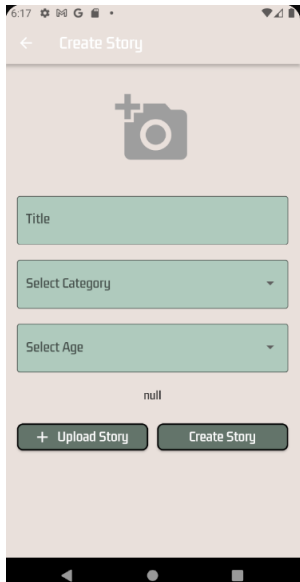 6:17 G
Create Story
Title
Select Category
Select Age
null
+ Upload Story
Create Story